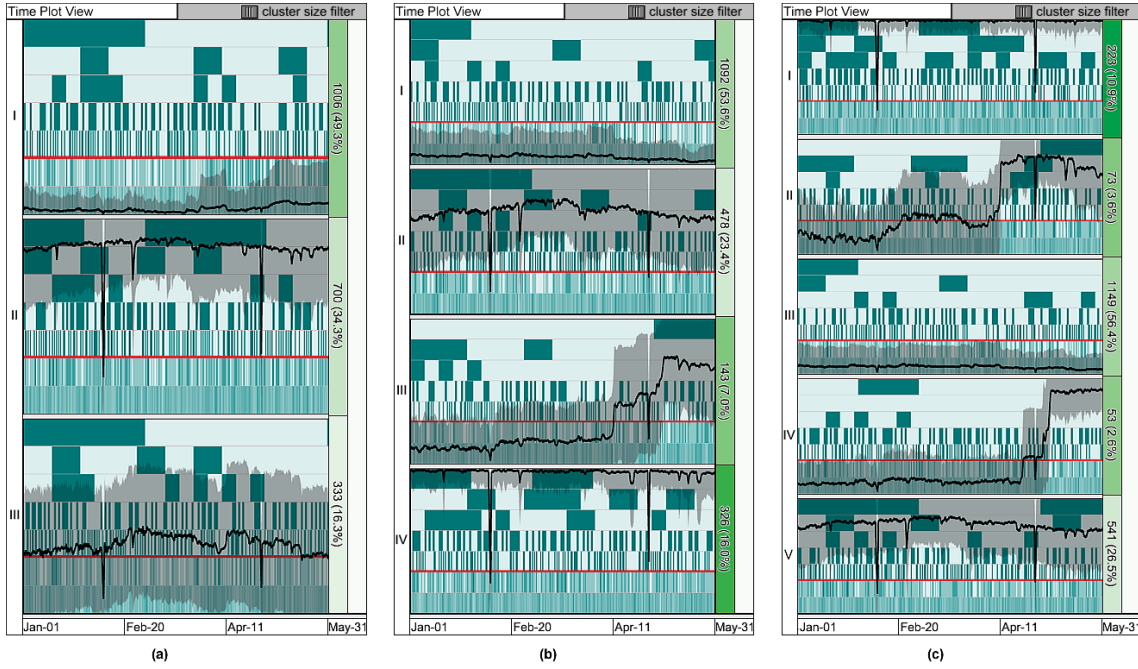 Time Plot View
cluster size filter
I
1006 (49.3%)
II
700 (34.3%)
III
333 (16.3%)
Jan-01
Feb-20
Apr-11
May-31
(a)
Time Plot View
cluster size filter
I
1092 (53.6%)
II
478 (23.4%)
III
143 (7.0%)
IV
326 (16.0%)
Jan-01
Feb-20
Apr-11
May-31
(b)
Time Plot View
cluster size filter
I
223 (10.9%)
II
73 (3.6%)
III
1149 (56.4%)
IV
53 (2.6%)
V
541 (26.5%)
Jan-01
Feb-20
Apr-11
May-31
(c)